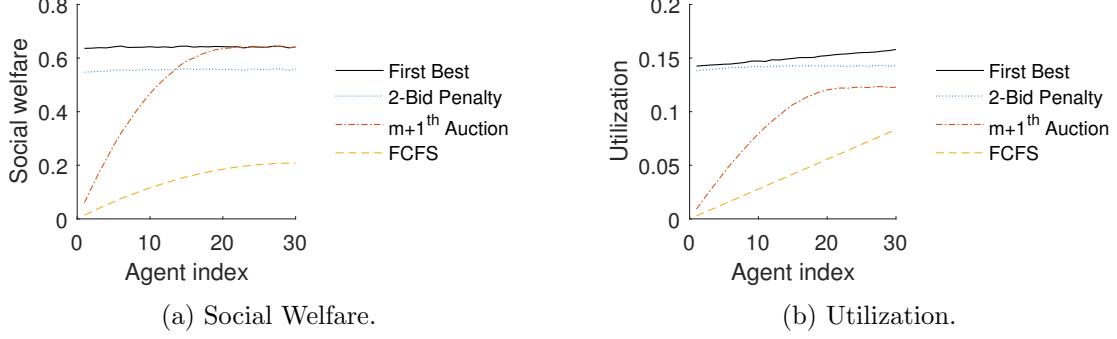 0.8
0.6
0.4
0.2
0
Social welfare
0 10 20 30
Agent index
First Best
2-Bid Penalty
m+1th Auction
FCFS
(a) Social Welfare.
0.2
0.15
0.1
0.05
0
Utilization
0 10 20 30
Agent index
First Best
2-Bid Penalty
m+1th Auction
FCFS
(b) Utilization.